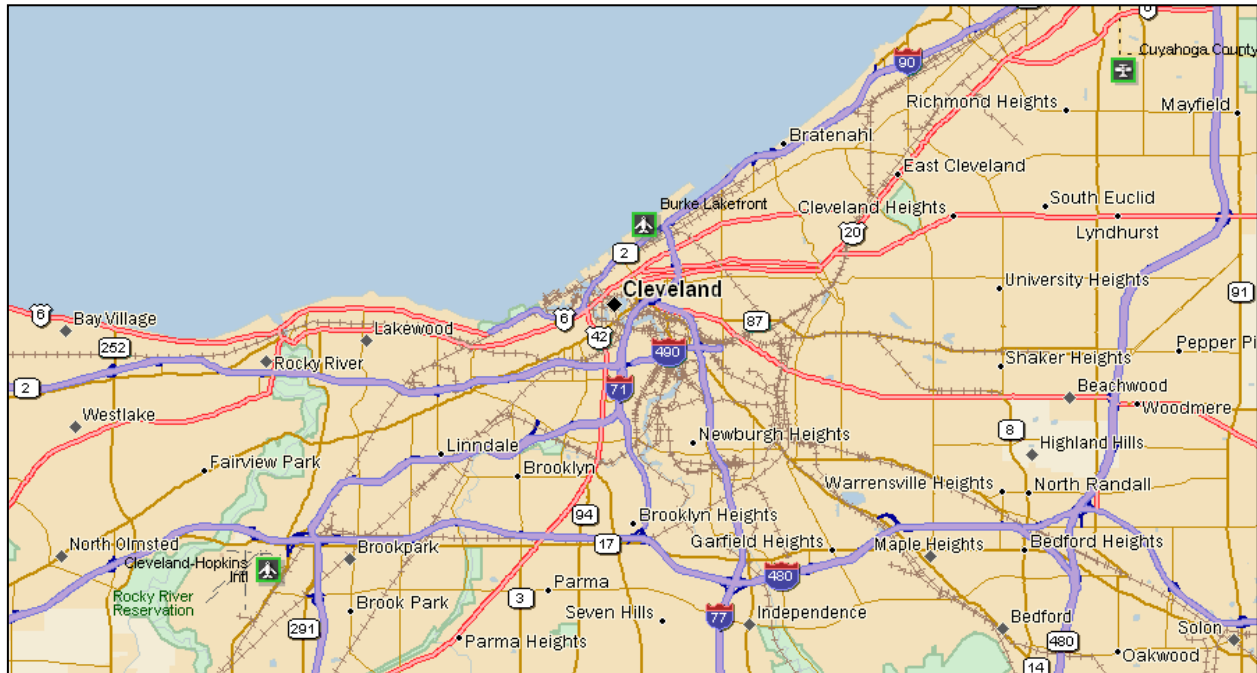 6
90
Cuyahoga County
Richmond Heights
Mayfield
Bratenahl
East Cleveland
South Euclid
Burke Lakefront
Cleveland Heights
Lyndhurst
20
2
Cleveland
University Heights
91
6
Bay Village
Lakewood
6
42
87
252
Rocky River
490
Shaker Heights
Pepper Pi
2
71
Beachwood
Woodmere
Westlake
8
Linndale
Newburgh Heights
Highland Hills
Fairview Park
Brooklyn
Warrensville Heights
North Randall
94
Brooklyn Heights
North Olmsted
Brookpark
17
Garfield Heights
Maple Heights
Bedford Heights
Cleveland-Hopkins
Intl
480
Rocky River
Reservation
Brook Park
3
Parma
Seven Hills
77
Independence
Bedford
291
Parma Heights
480
Solon
14
Oakwood